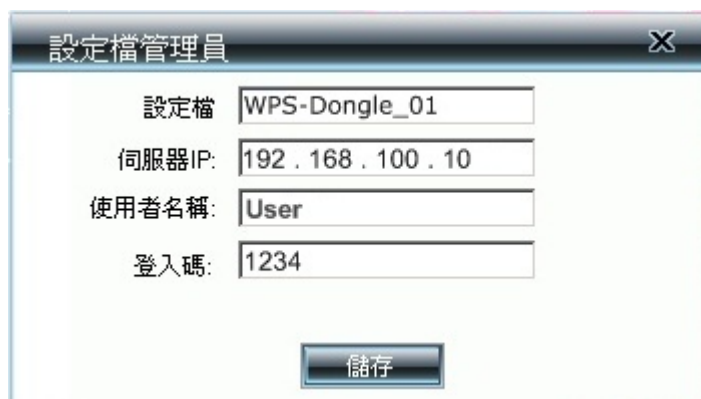 設定檔管理員
設定檔 WPS-Dongle_01
伺服器IP: 192 . 168 . 100 . 10
使用者名稱: User
登入碼: 1234
儲存